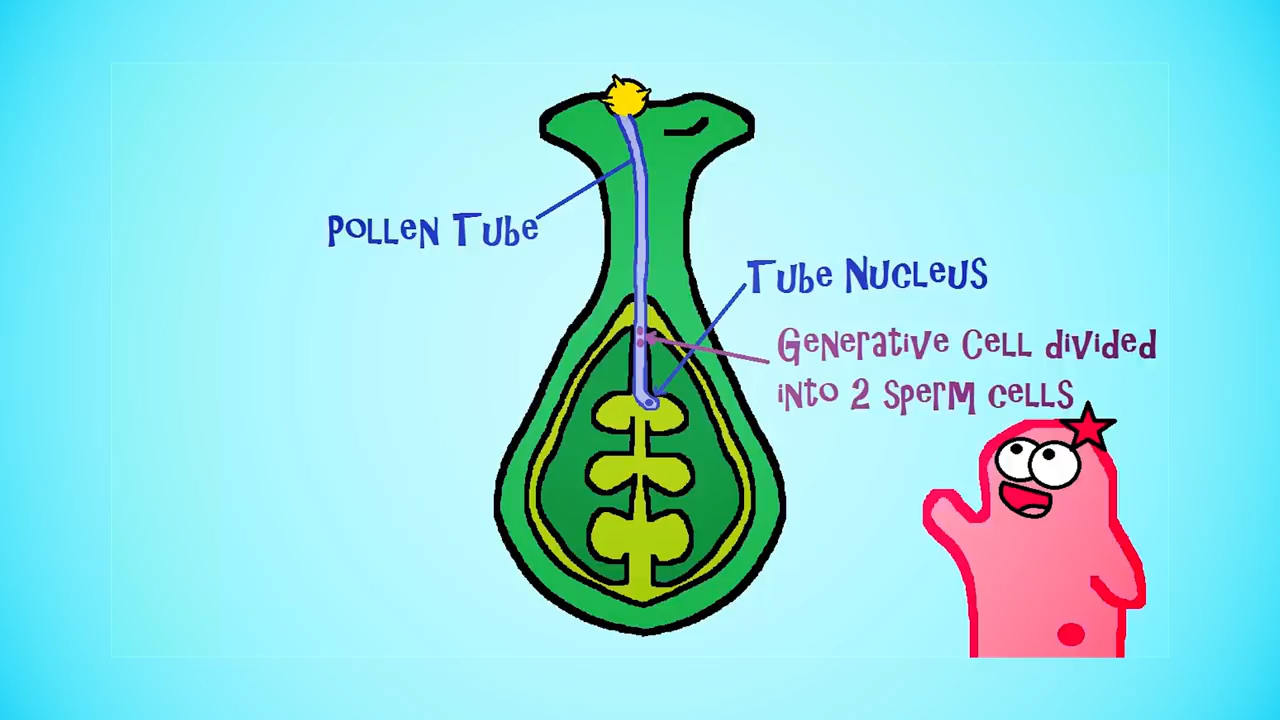 Pollen Tube
Tube Nucleus
Generative Cell divided
into 2 sperm cells